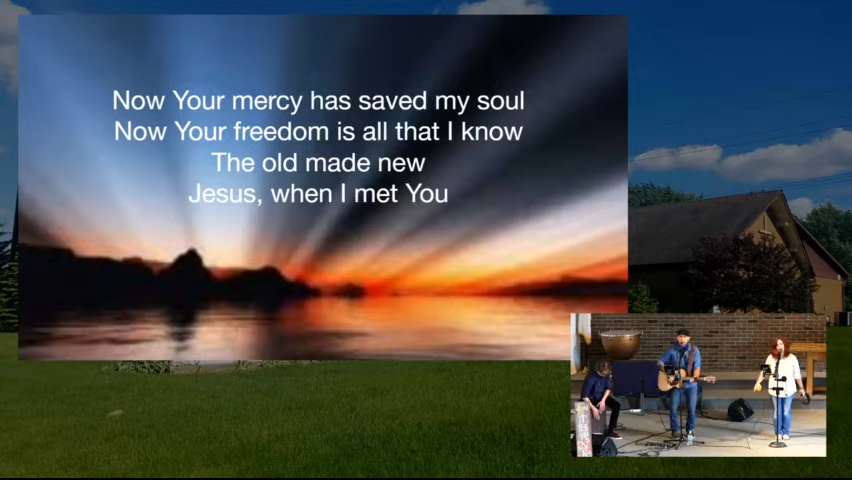 Now Your mercy has saved my soul
Now Your freedom is all that I know
The old made new
Jesus, when I met You